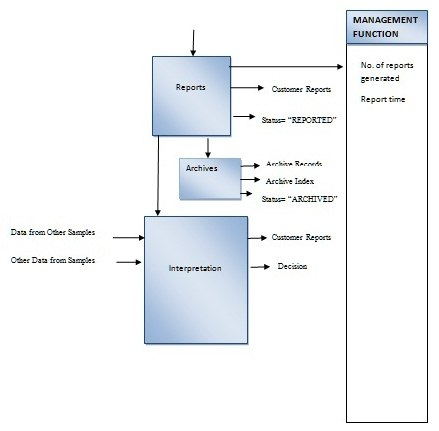 MANAGEMENT
FUNCTION
No. of reports
generated
Report time
Reports
Customer Reports
Status= “REPORTED”
Archives
Archive Records
Archive Index
Status= “ARCHIVED”
Data from Other Samples
Other Data from Samples
Interpretation
Customer Reports
Decision